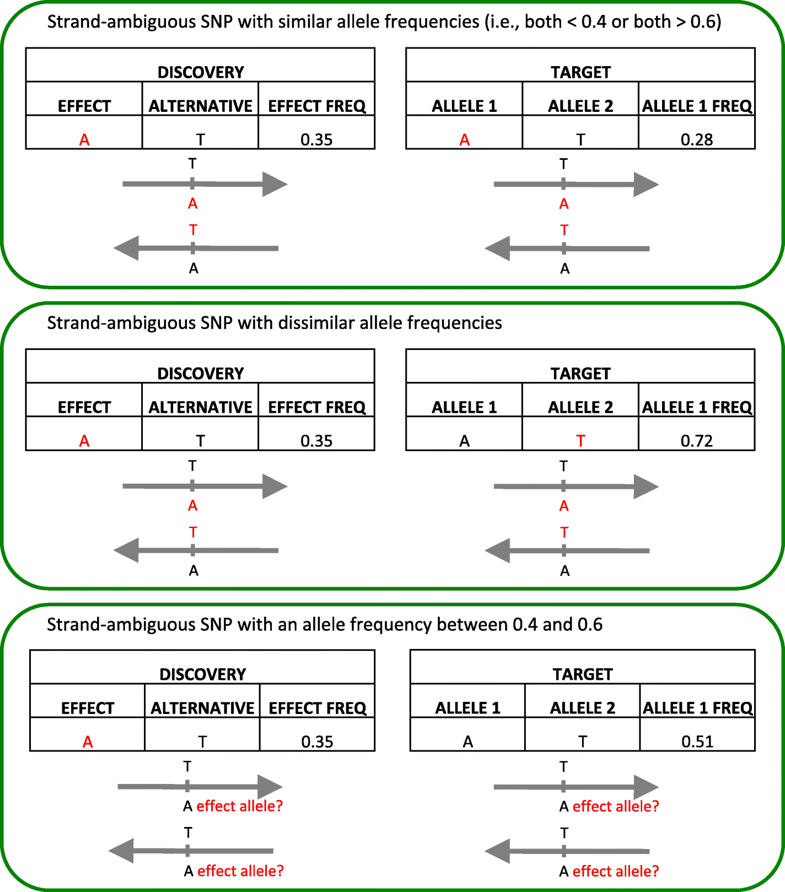 Strand-ambiguous SNP with similar allele frequencies (i.e., both < 0.4 or both > 0.6)
DISCOVERY
EFFECT ALTERNATIVE EFFECT FREQ
A T 0.35
T
A
T
A
TARGET
ALLELE 1 ALLELE 2 ALLELE 1 FREQ
A T 0.28
T
A
T
A
Strand-ambiguous SNP with dissimilar allele frequencies
DISCOVERY
EFFECT ALTERNATIVE EFFECT FREQ
A T 0.35
T
A
T
A
TARGET
ALLELE 1 ALLELE 2 ALLELE 1 FREQ
A T 0.72
T
A
T
A
Strand-ambiguous SNP with an allele frequency between 0.4 and 0.6
DISCOVERY
EFFECT ALTERNATIVE EFFECT FREQ
A T 0.35
T
A effect allele?
T
A effect allele?
TARGET
ALLELE 1 ALLELE 2 ALLELE 1 FREQ
A T 0.51
T
A effect allele?
T
A effect allele?